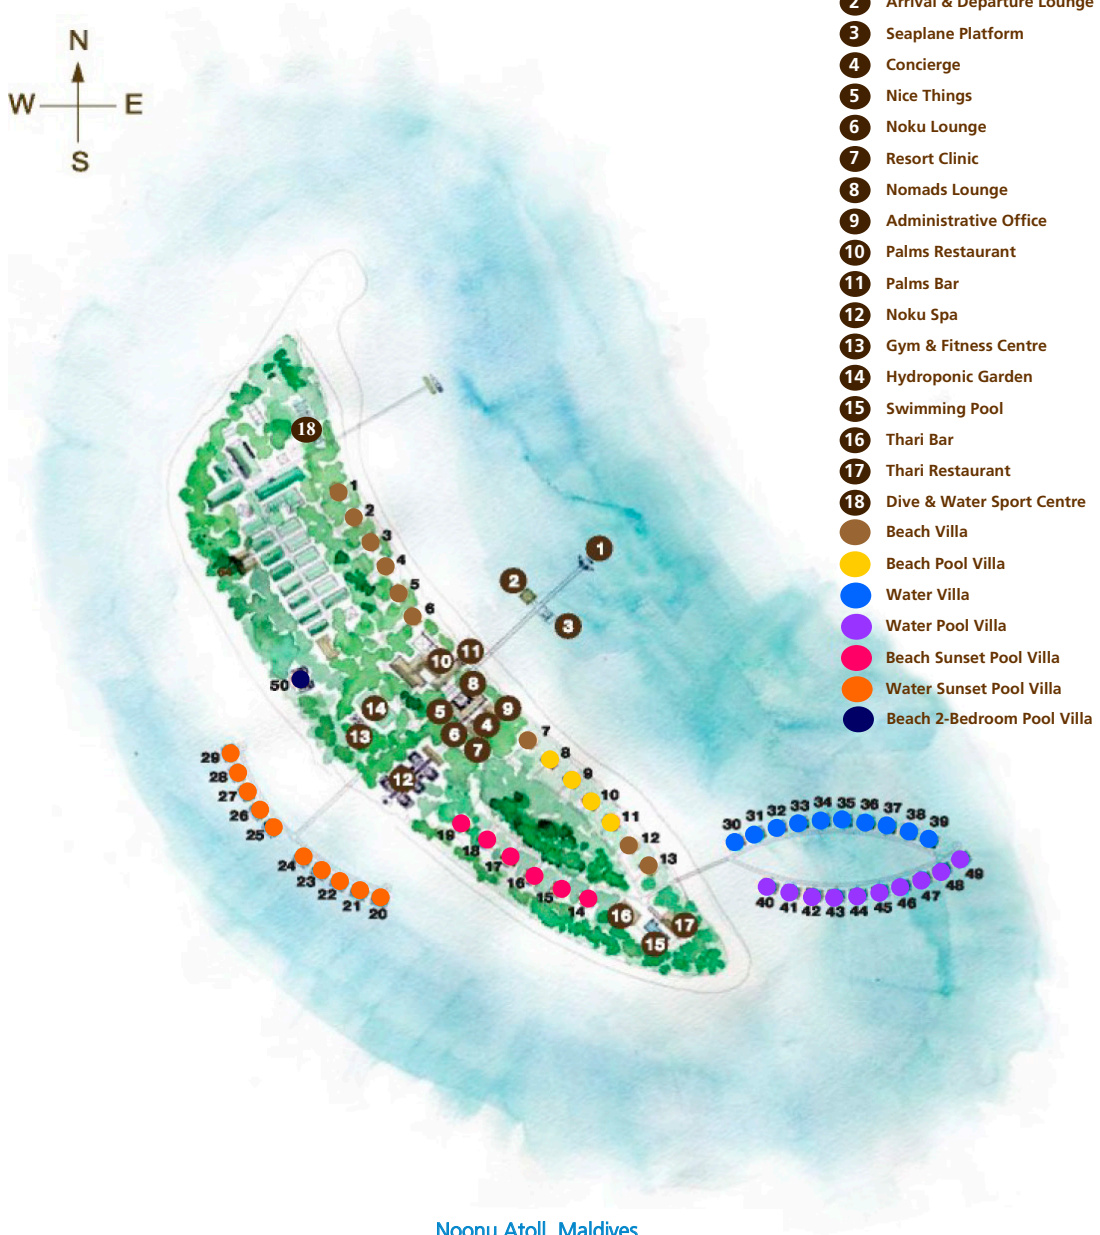 N
W E
S
2 Arrival & Departure Lounge
3 Seaplane Platform
4 Concierge
5 Nice Things
6 Noku Lounge
7 Resort Clinic
8 Nomads Lounge
9 Administrative Office
10 Palms Restaurant
11 Palms Bar
12 Noku Spa
13 Gym & Fitness Centre
14 Hydroponic Garden
15 Swimming Pool
16 Thari Bar
17 Thari Restaurant
18 Dive & Water Sport Centre
Beach Villa
Beach Pool Villa
Water Villa
Water Pool Villa
Beach Sunset Pool Villa
Water Sunset Pool Villa
Beach 2-Bedroom Pool Villa
18
1
2
3
4
5
6
1
2
3
11
10
8
50
14
5
9
4
13
6
7
12
7
8
9
10
11
12
13
29
28
27
26
25
24
23
22
21
20
19
18
17
16
15
14
16
17
15
30
31
32
33
34
35
36
37
38
39
40
41
42
43
44
45
46
47
48
49
Noonu Atoll, Maldives